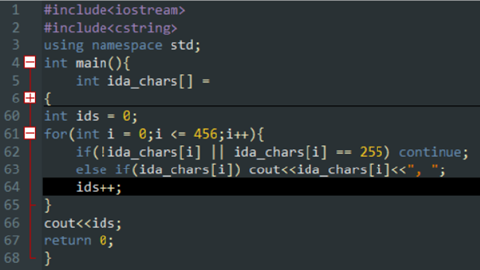 1 #include<iostream>
2 #include<cstring>
3 using namespace std;
4 int main(){
5 int ida_chars[] =
6 {
60 int ids = 0;
61 for(int i = 0;i <= 456;i++){
62 if(!ida_chars[i] || ida_chars[i] == 255) continue;
63 else if(ida_chars[i]) cout<<ida_chars[i]<<", ";
64 ids++;
65 }
66 cout<<ids;
67 return 0;
68 }